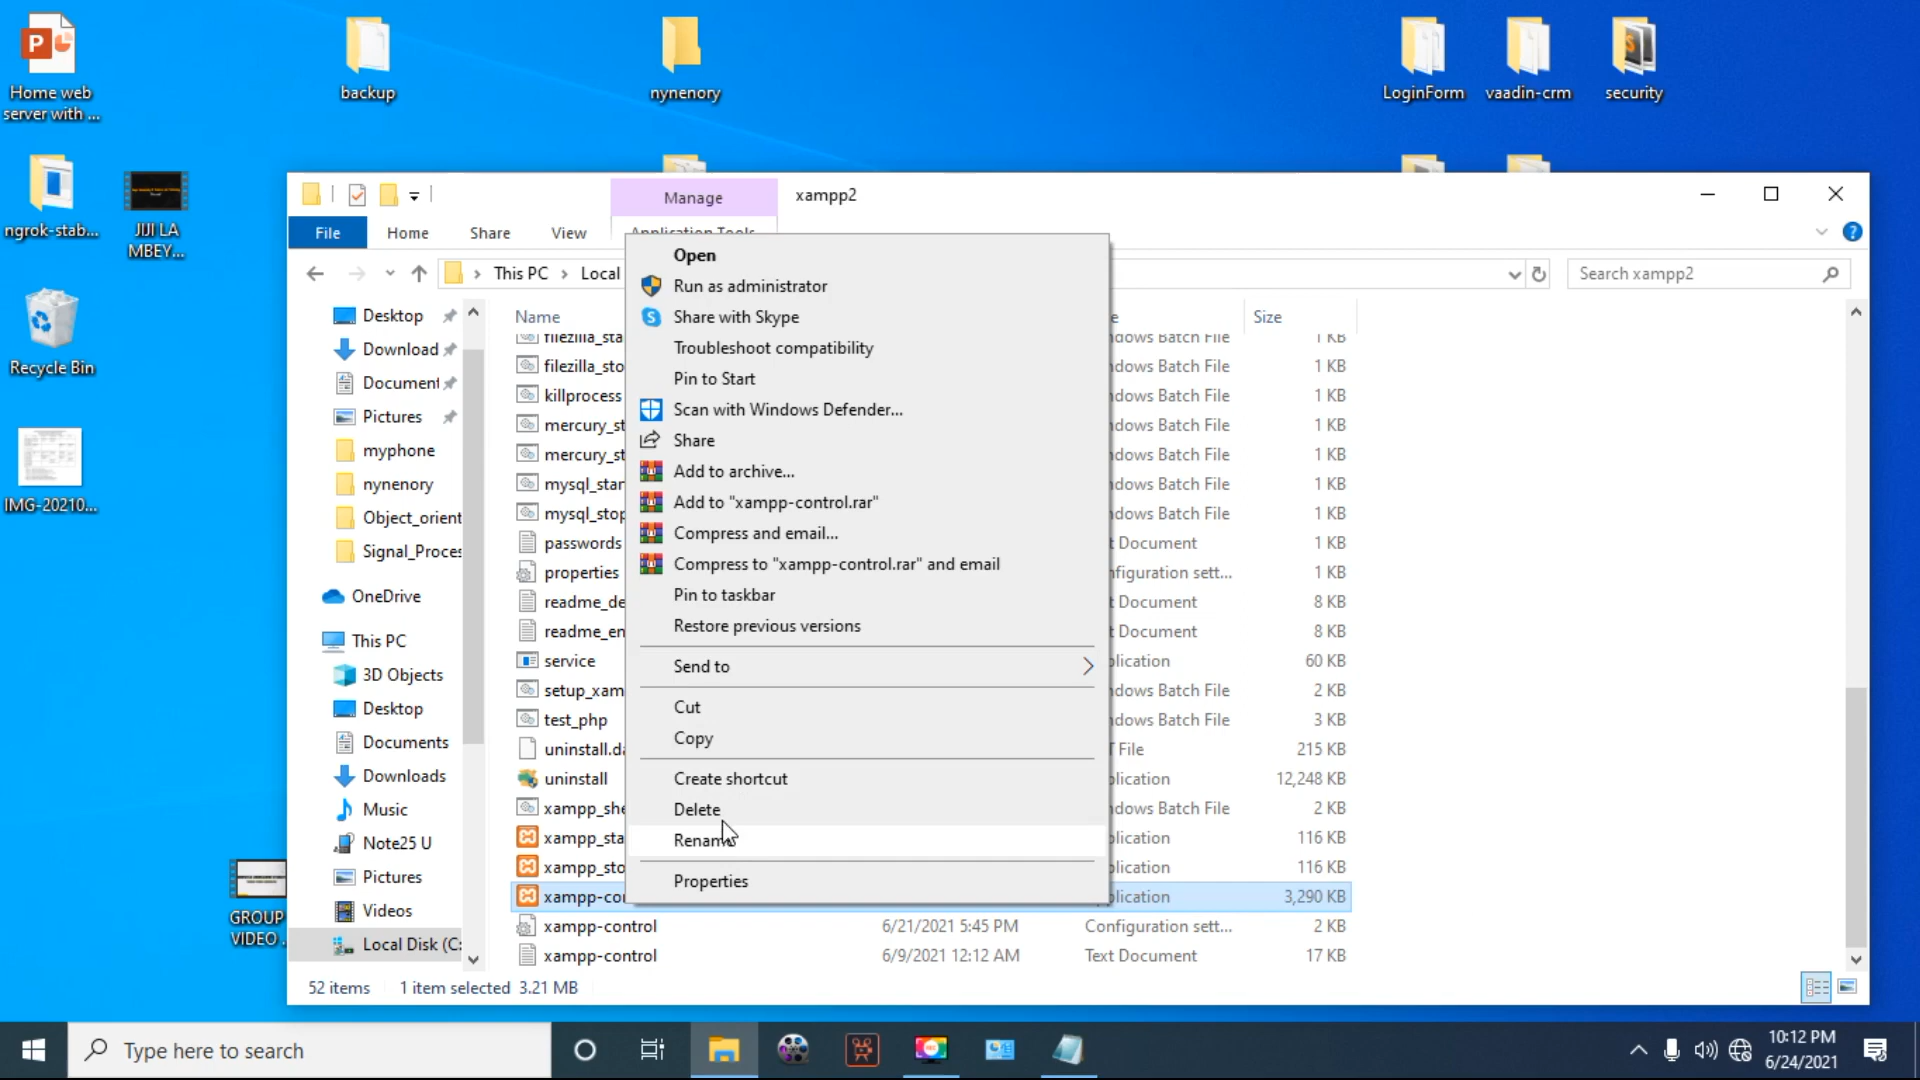 Home web
server with ...
backup
nynenory
LoginForm
vaadin-crm
security
ngrok-stab...
JIJI LA
MBEY...
Recycle Bin
IMG-20210...
GROUP
VIDEO .
Manage
xampp2
File
Home
Share
View
Application Tools
This PC
Local
Search xampp2
Desktop
Download
Document
Pictures
myphone
nynenory
Object_orient
Signal_Proces
OneDrive
This PC
3D Objects
Desktop
Documents
Downloads
Music
Note25 U
Pictures
Videos
Local Disk (C:
Name
e
Size
filezilla_sta
dows Batch File
1 KB
filezilla_sto
dows Batch File
1 KB
killprocess
dows Batch File
1 KB
mercury_st
dows Batch File
1 KB
mercury_st
dows Batch File
1 KB
mysql_star
dows Batch File
1 KB
mysql_stop
dows Batch File
1 KB
passwords
t Document
1 KB
properties
nfiguration sett...
1 KB
readme_de
t Document
8 KB
readme_en
t Document
8 KB
service
plication
60 KB
setup_xam
dows Batch File
2 KB
test_php
dows Batch File
3 KB
uninstall.da
T File
215 KB
uninstall
plication
12,248 KB
xampp_she
dows Batch File
2 KB
xampp_sta
plication
116 KB
xampp_sto
plication
116 KB
xampp-co
plication
3,290 KB
xampp-control
6/21/2021 5:45 PM
Configuration sett...
2 KB
xampp-control
6/9/2021 12:12 AM
Text Document
17 KB
Open
Run as administrator
Share with Skype
Troubleshoot compatibility
Pin to Start
Scan with Windows Defender...
Share
Add to archive...
Add to "xampp-control.rar"
Compress and email...
Compress to "xampp-control.rar" and email
Pin to taskbar
Restore previous versions
Send to
Cut
Copy
Create shortcut
Delete
Rename
Properties
52 items
1 item selected 3.21 MB
Type here to search
10:12 PM
6/24/2021